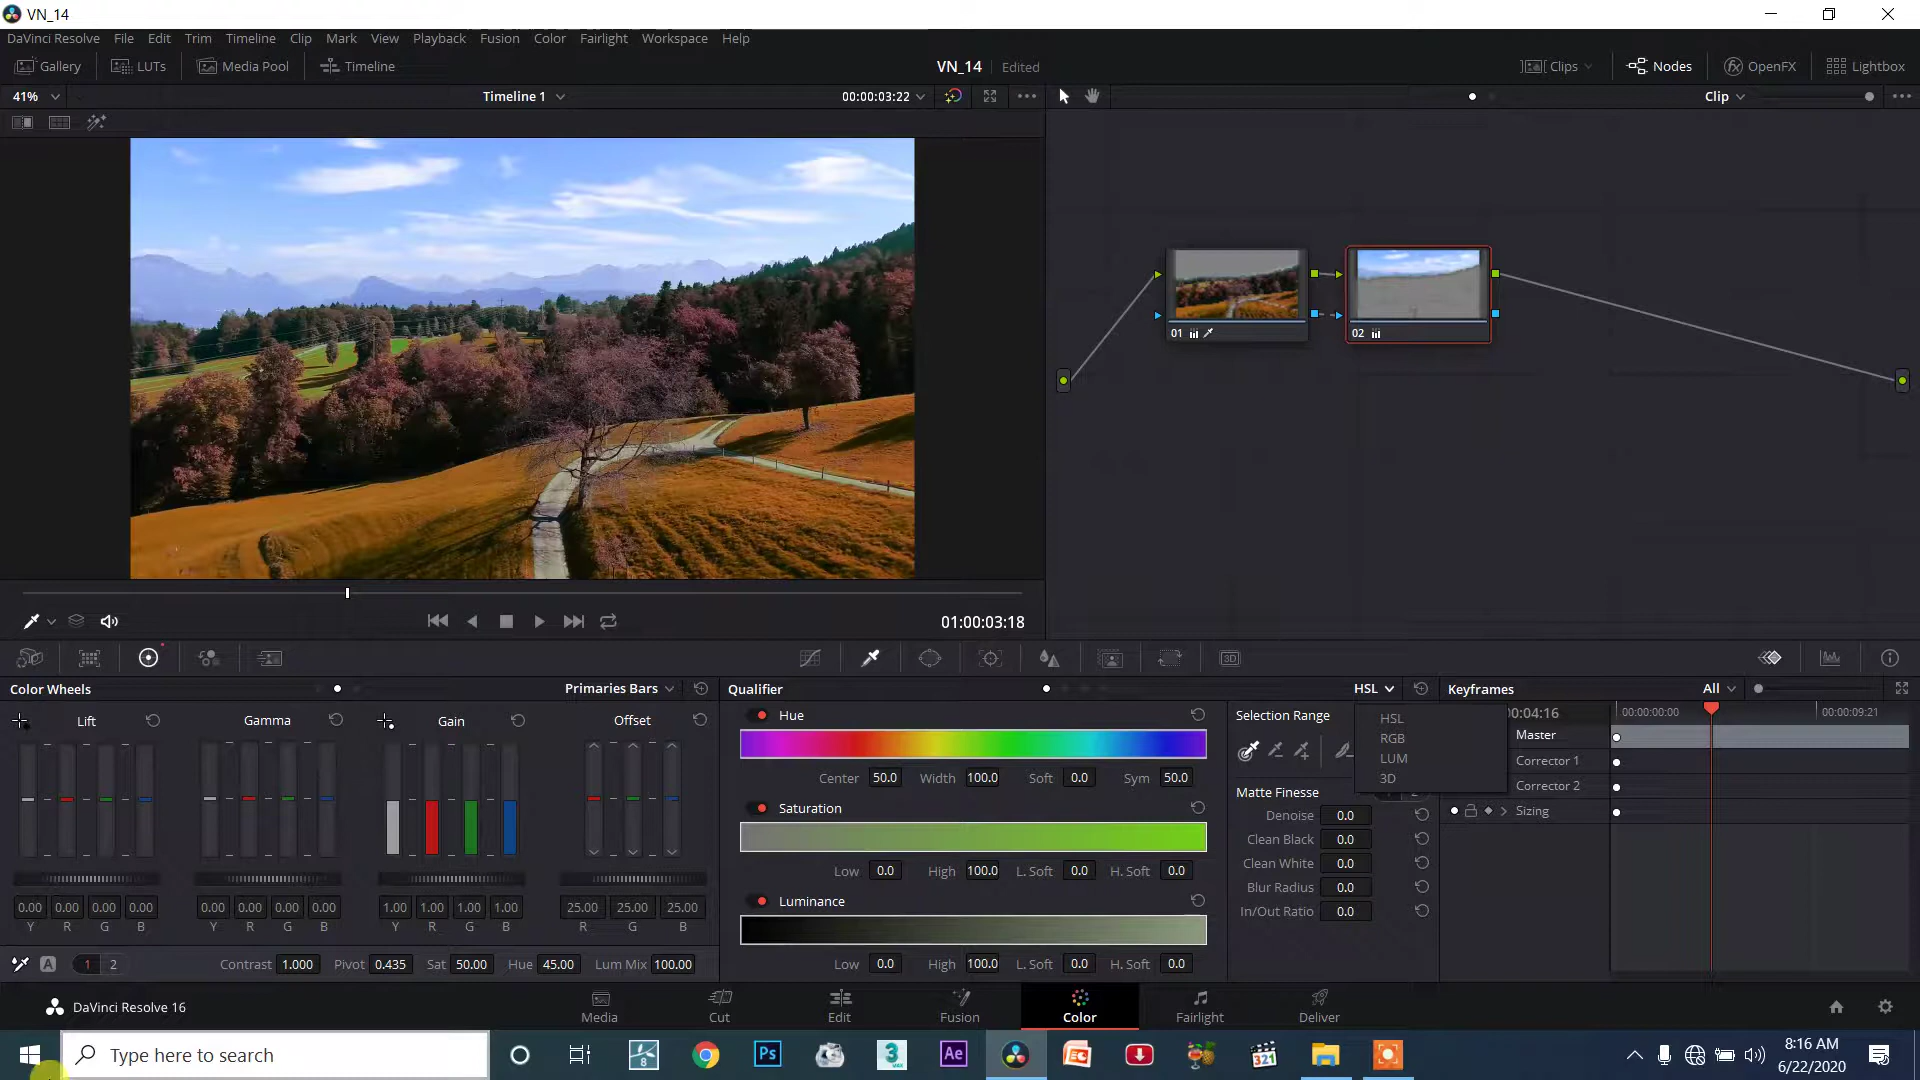 VN_14
DaVinci Resolve File Edit Trim Timeline Clip Mark View Playback Fusion Color Fairlight Workspace Help
Gallery LUTs Media Pool Timeline VN_14 Edited Clips Nodes OpenFX Lightbox
41% Timeline 1 00:00:03:22 Clip
01 02
01:00:03:18
3D
Color Wheels Primaries Bars Qualifier HSL Keyframes All
Lift Gamma Gain Offset Hue Selection Range HSL 00:04:16 00:00:00:00 00:00:09:21
RGB Master
LUM Corrector 1
Center 50.0 Width 100.0 Soft 0.0 Sym 50.0 3D Corrector 2
Saturation Matte Finesse Sizing
Denoise 0.0
Clean Black 0.0
Clean White 0.0
Low 0.0 High 100.0 L. Soft 0.0 H. Soft 0.0 Blur Radius 0.0
0.00 0.00 0.00 0.00 0.00 0.00 0.00 0.00 1.00 1.00 1.00 1.00 25.00 25.00 25.00 Luminance In/Out Ratio 0.0
Y R G B Y R G B Y R G B R G B
A 1 2 Contrast 1.000 Pivot 0.435 Sat 50.00 Hue 45.00 Lum Mix 100.00 Low 0.0 High 100.0 L. Soft 0.0 H. Soft 0.0
DaVinci Resolve 16 Media Cut Edit Fusion Color Fairlight Deliver
Type here to search 8 Ps 3 Ae 321 8:16 AM
6/22/2020